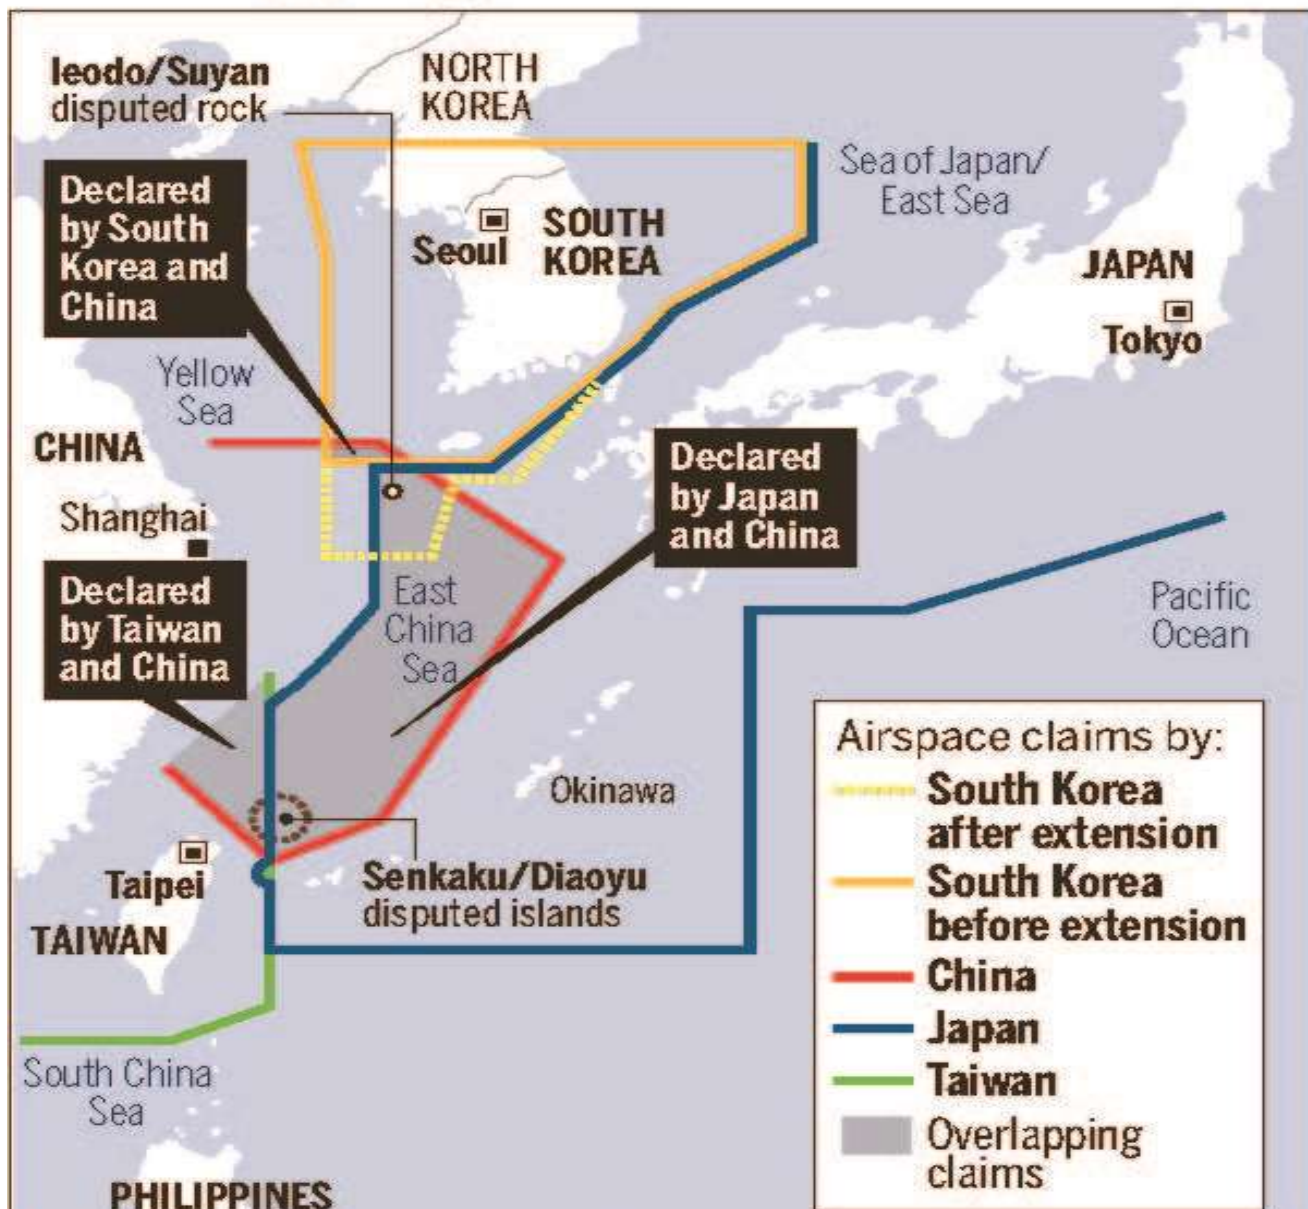 Ieodo/Suyan
disputed rock
NORTH
KOREA
Declared
by South
Korea and
China
Sea of Japan/
East Sea
Seoul
SOUTH
KOREA
JAPAN
Tokyo
Yellow
Sea
CHINA
Shanghai
Declared
by Japan
and China
Declared
by Taiwan
and China
East
China
Sea
Pacific
Ocean
Okinawa
Taipei
TAIWAN
Senkaku/Diaoyu
disputed islands
South China
Sea
PHILIPPINES
Airspace claims by:
South Korea
after extension
South Korea
before extension
China
Japan
Taiwan
Overlapping
claims